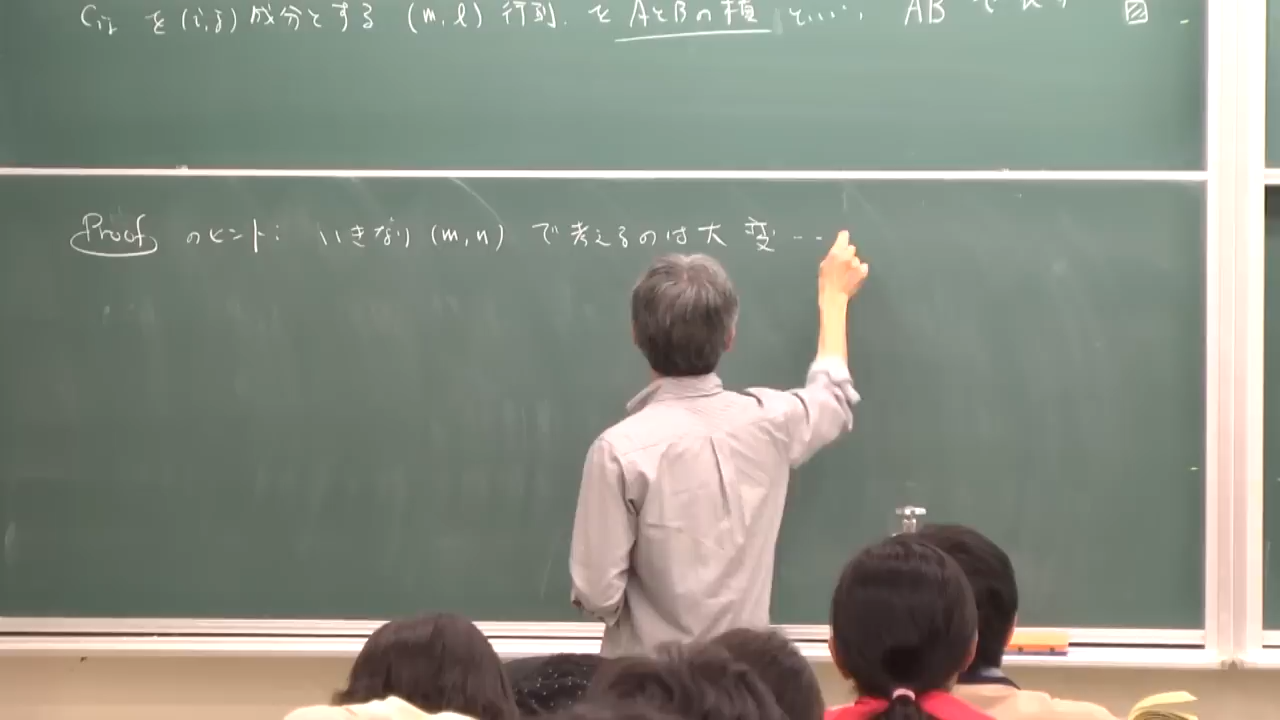 Cij を (i,j) 成分とする (m,l) 行列 を AとBの積 といい, AB で表す
Proof のヒント: いきなり (m,n) で考えるのは大変…